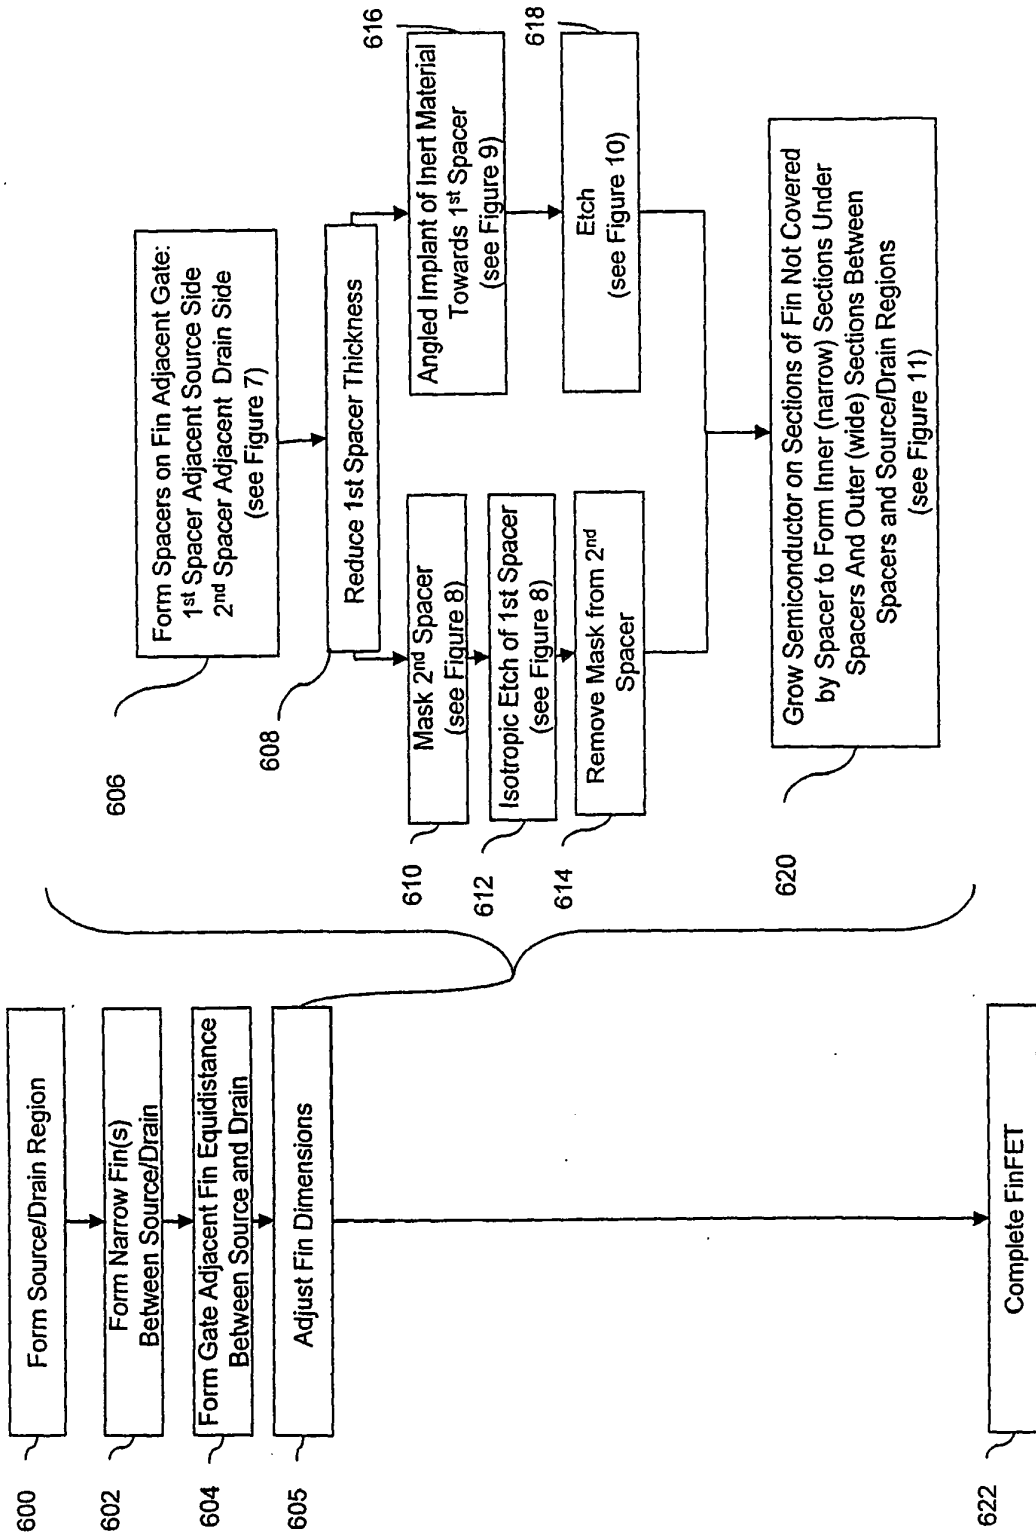 600
Form Source/Drain Region
602
Form Narrow Fin(s)
Between Source/Drain
604
Form Gate Adjacent Fin Equidistance
Between Source and Drain
605
Adjust Fin Dimensions
606
Form Spacers on Fin Adjacent Gate:
1st Spacer Adjacent Source Side
2nd Spacer Adjacent Drain Side
(see Figure 7)
608
Reduce 1st Spacer Thickness
610
Mask 2nd Spacer
(see Figure 8)
612
Isotropic Etch of 1st Spacer
(see Figure 8)
614
Remove Mask from 2nd
Spacer
616
Angled Implant of Inert Material
Towards 1st Spacer
(see Figure 9)
618
Etch
(see Figure 10)
620
Grow Semiconductor on Sections of Fin Not Covered
by Spacer to Form Inner (narrow) Sections Under
Spacers And Outer (wide) Sections Between
Spacers and Source/Drain Regions
(see Figure 11)
622
Complete FinFET